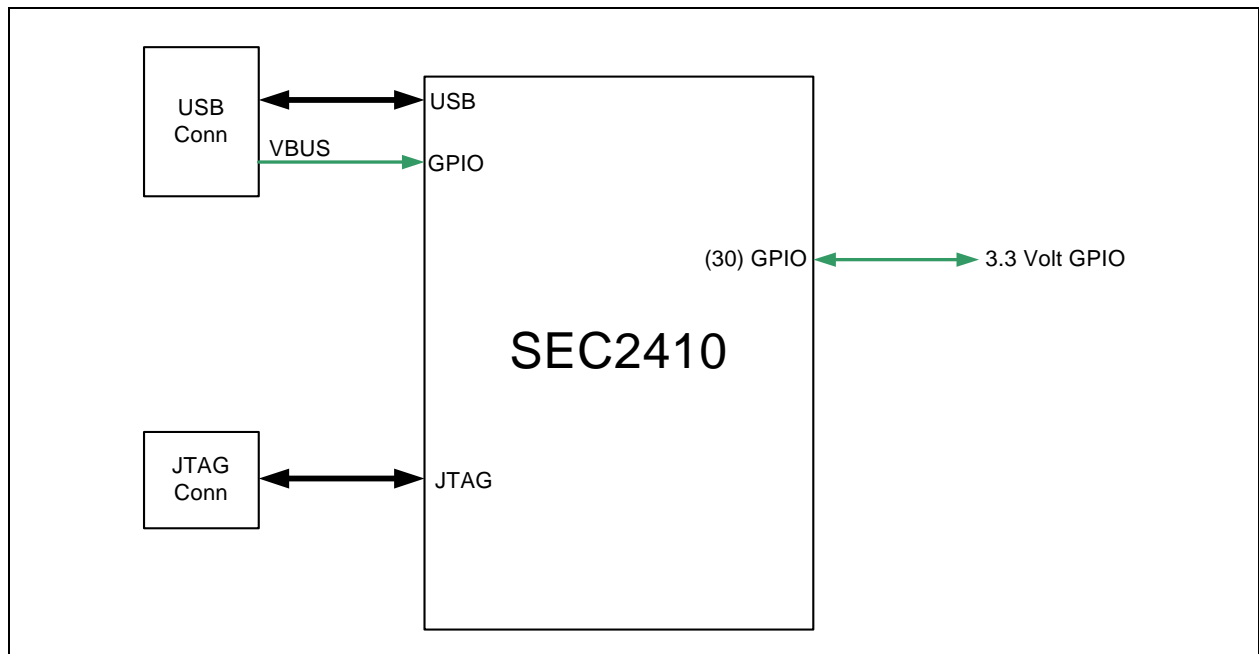 USB
Conn
USB
VBUS
GPIO
(30) GPIO
3.3 Volt GPIO
SEC2410
JTAG
Conn
JTAG